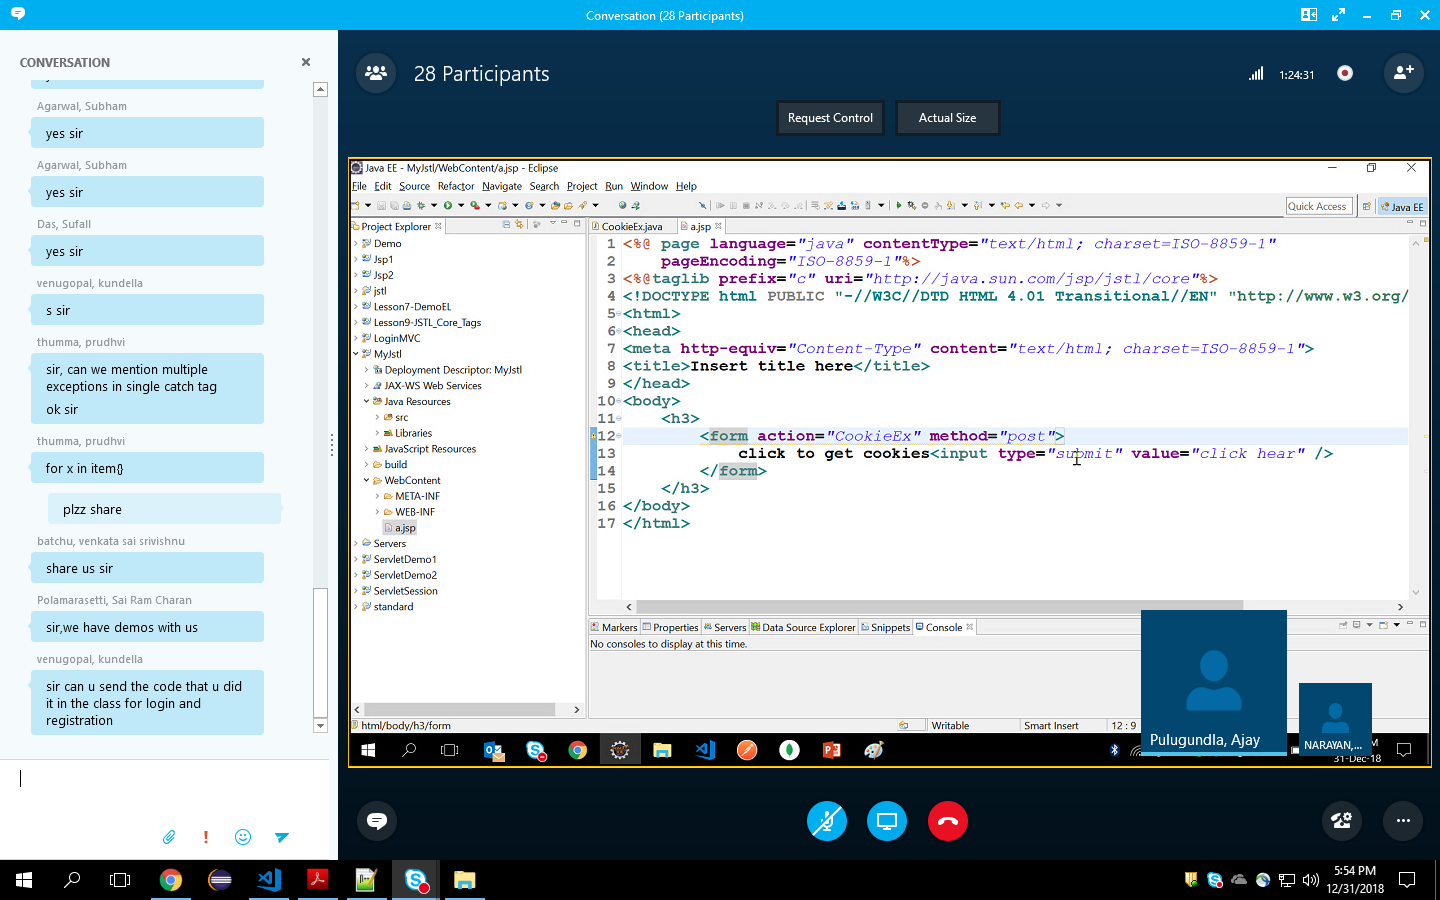 Conversation (28 Participants)
CONVERSATION
Agarwal, Subham
yes sir
Agarwal, Subham
yes sir
Das, Sufall
yes sir
venugopal, kundella
s sir
thumma, prudhvi
sir, can we mention multiple
exceptions in single catch tag
ok sir
thumma, prudhvi
for x in item{}
plzz share
batchu, venkata sai srivishnu
share us sir
Polamarasetti, Sai Ram Charan
sir,we have demos with us
venugopal, kundella
sir can u send the code that u did
it in the class for login and
registration
28 Participants
1:24:31
Request Control
Actual Size
Java EE - MyJstl/WebContent/a.jsp - Eclipse
File Edit Source Refactor Navigate Search Project Run Window Help
Quick Access
Java EE
Project Explorer
Demo
Jsp1
Jsp2
jstl
Lesson7-DemoEL
Lesson9-JSTL_Core_Tags
LoginMVC
MyJstl
Deployment Descriptor: MyJstl
JAX-WS Web Services
Java Resources
src
Libraries
JavaScript Resources
build
WebContent
META-INF
WEB-INF
a.jsp
Servers
ServletDemo1
ServletDemo2
ServletSession
standard
CookieEx.java
a.jsp
1 <%@ page language="java" contentType="text/html; charset=ISO-8859-1"
2 pageEncoding="ISO-8859-1"%>
3 <%@taglib prefix="c" uri="http://java.sun.com/jsp/jstl/core"%>
4 <!DOCTYPE html PUBLIC "-//W3C//DTD HTML 4.01 Transitional//EN" "http://www.w3.org/
5 <html>
6 <head>
7 <meta http-equiv="Content-Type" content="text/html; charset=ISO-8859-1">
8 <title>Insert title here</title>
9 </head>
10 <body>
11 <h3>
12 <form action="CookieEx" method="post">
13 click to get cookies<input type="submit" value="click hear" />
14 </form>
15 </h3>
16 </body>
17 </html>
Markers Properties Servers Data Source Explorer Snippets Console
No consoles to display at this time.
html/body/h3/form
Writable
Smart Insert
12 : 9
Pulugundla, Ajay
NARAYAN,...
31-Dec-18
5:54 PM
12/31/2018